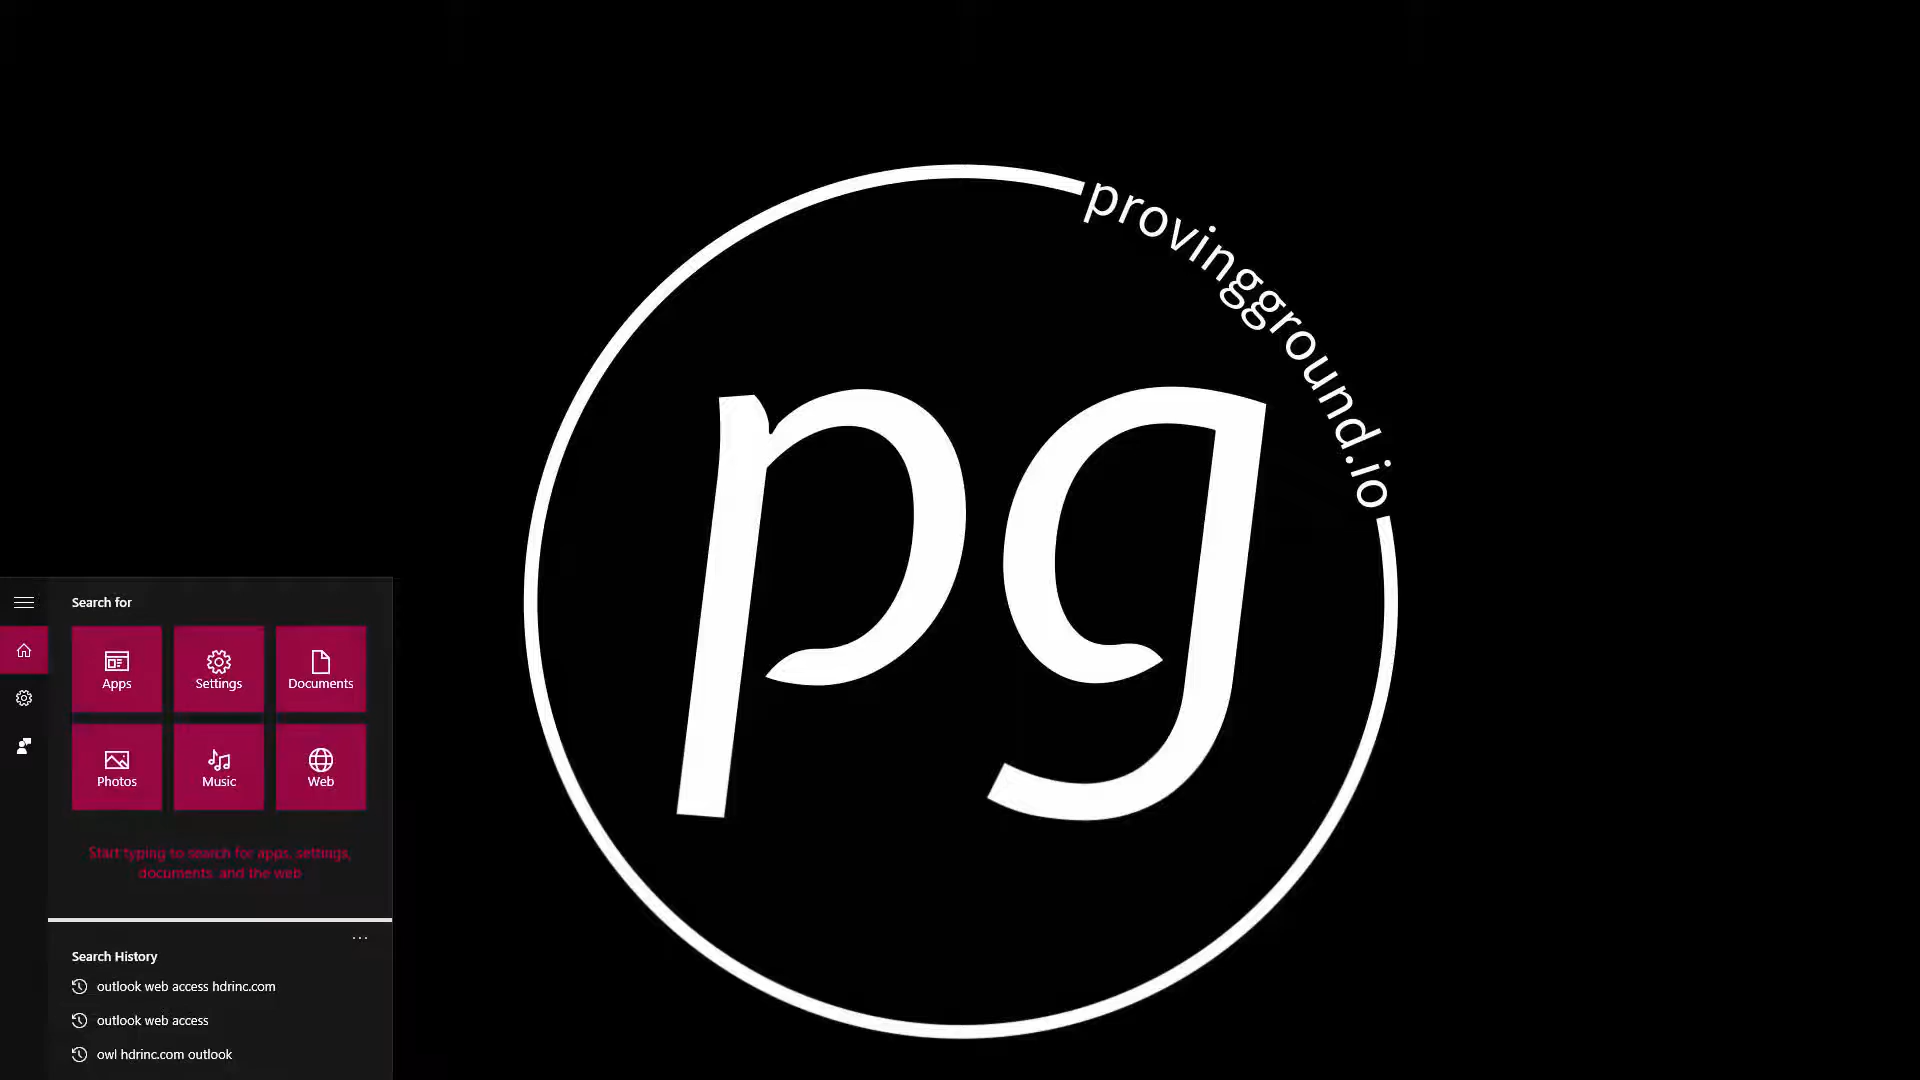 provingground.io
pg
Search for
Apps
Settings
Documents
Photos
Music
Web
Start typing to search for apps, settings,
documents, and the web
...
Search History
outlook web access hdrinc.com
outlook web access
owl hdrinc.com outlook